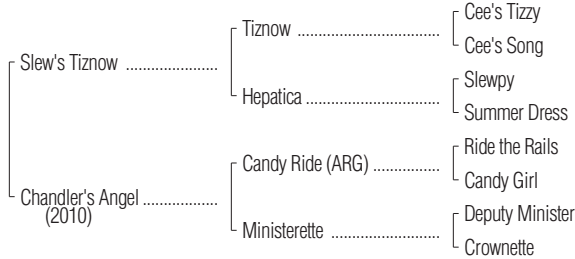 Cee's Tizzy
Tiznow ..............................
Cee's Song
Slew's Tiznow ....................
Slewpy
Hepatica ............................
Summer Dress
Ride the Rails
Candy Ride (ARG) ...............
Candy Girl
Chandler's Angel ................
(2010)
Deputy Minister
Ministerette ........................
Crownette